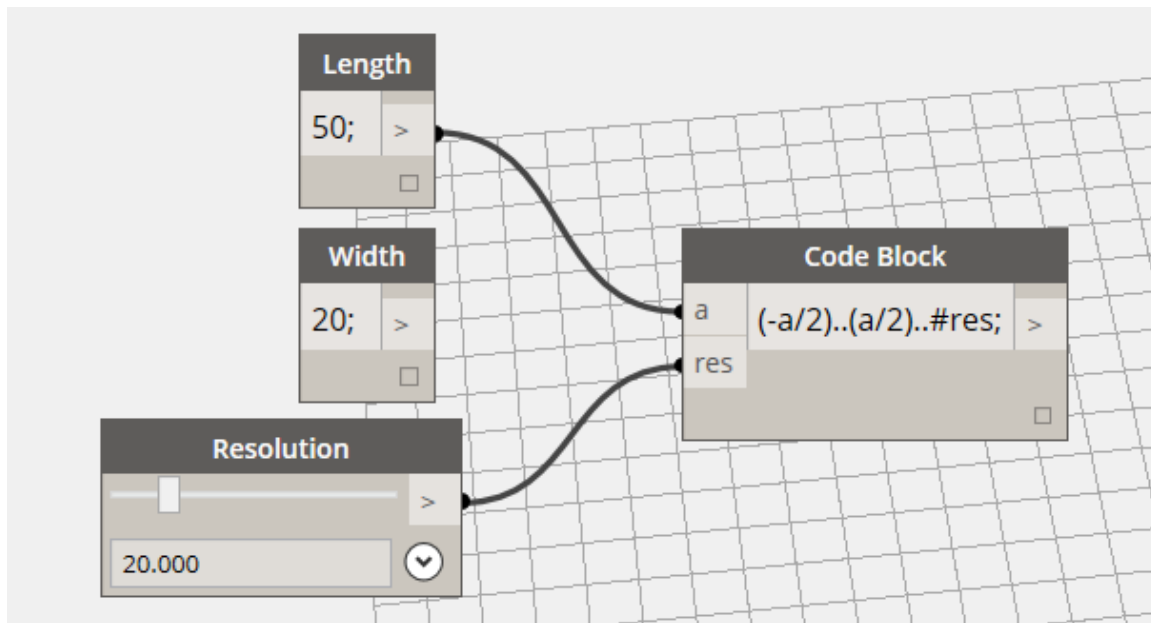 Length
50;
>
Width
20;
>
Code Block
a
(-a/2)..(a/2)..#res;
>
res
Resolution
>
20.000